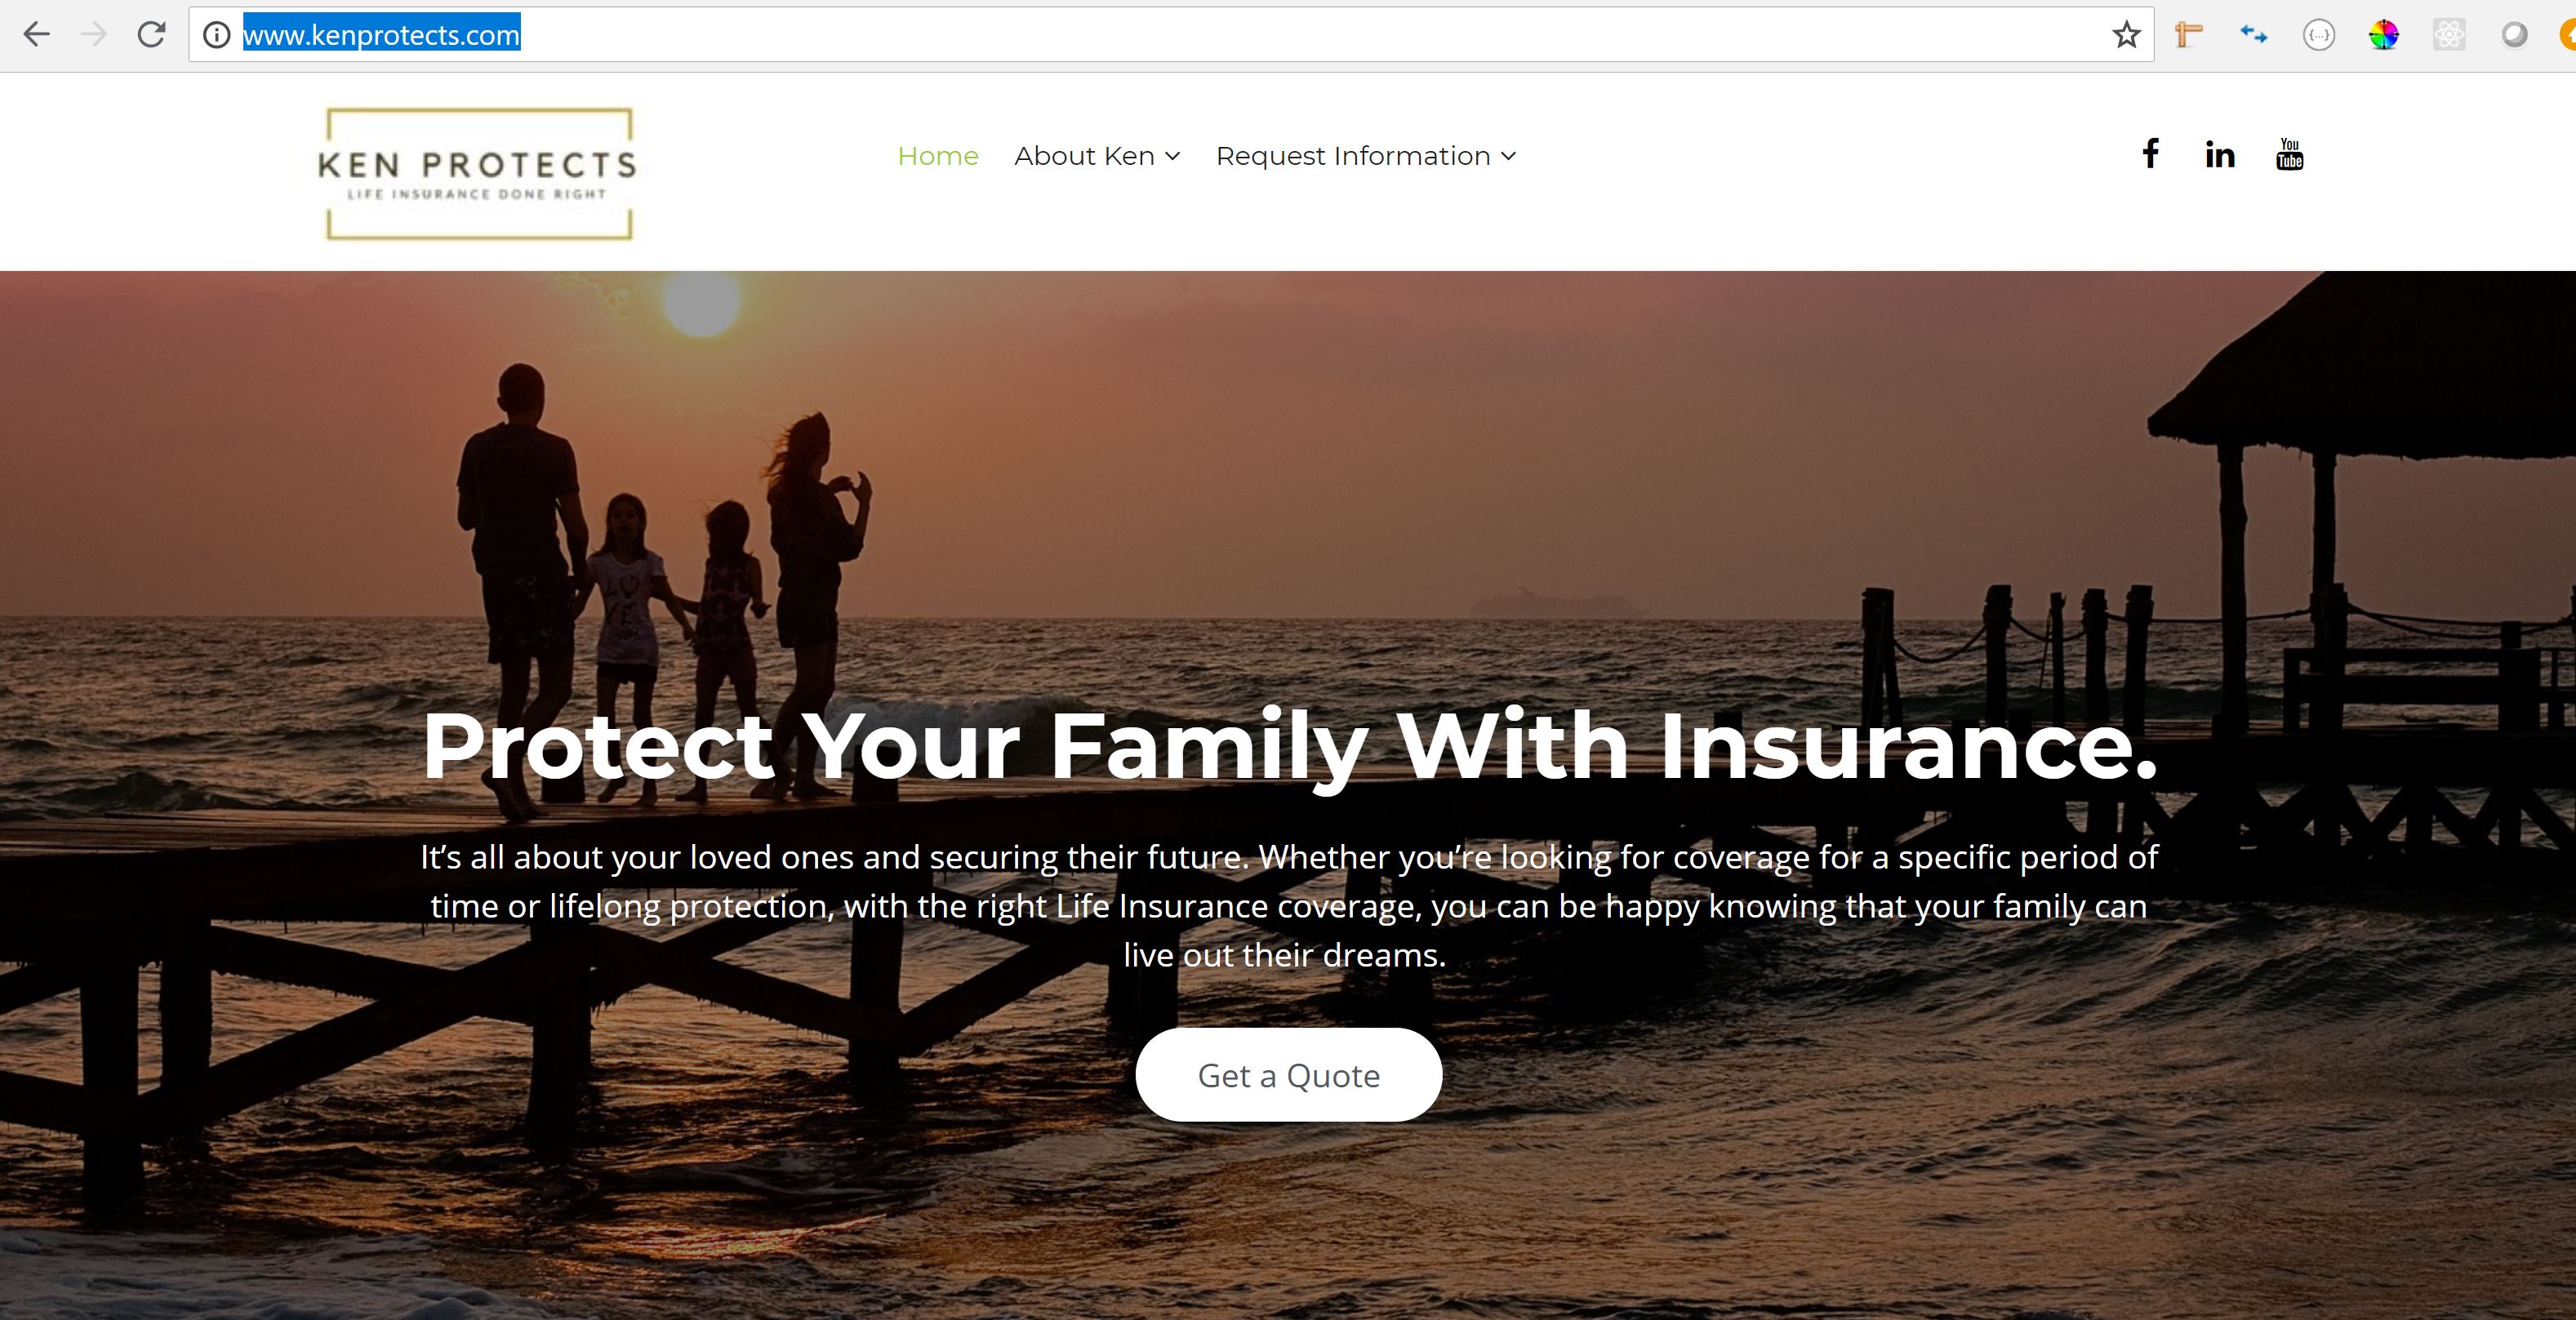 www.kenprotects.com
KEN PROTECTS
LIFE INSURANCE DONE RIGHT
Home About Ken Request Information
f in You Tube
Protect Your Family With Insurance.
It’s all about your loved ones and securing their future. Whether you’re looking for coverage for a specific period of
time or lifelong protection, with the right Life Insurance coverage, you can be happy knowing that your family can
live out their dreams.
Get a Quote